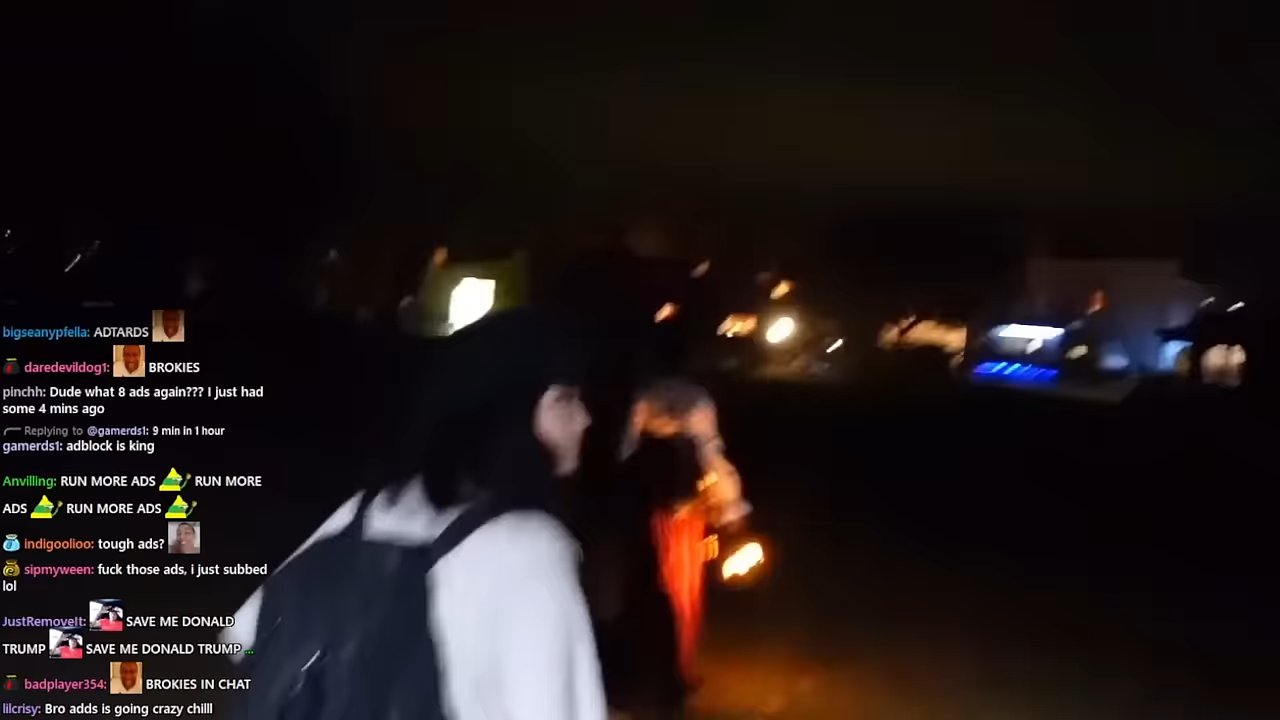 bigseanypfella: ADTARDS
daredevildog1: BROKIES
pinchh: Dude what 8 ads again??? I just had
some 4 mins ago
Replying to @gamerds1: 9 min in 1 hour
gamerds1: adblock is king
Anvilling: RUN MORE ADS RUN MORE
ADS RUN MORE ADS
indigoolioo: tough ads?
sipmyween: fuck those ads, i just subbed
lol
JustRemoveIt: SAVE ME DONALD
TRUMP SAVE ME DONALD TRUMP ...
badplayer354: BROKIES IN CHAT
lilcrisy: Bro adds is going crazy chilll